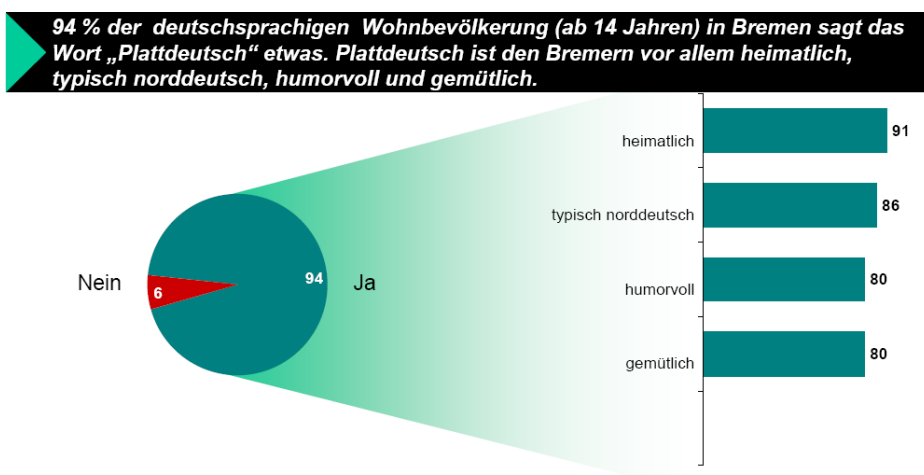 94 % der deutschsprachigen Wohnbevölkerung (ab 14 Jahren) in Bremen sagt das
Wort „Plattdeutsch“ etwas. Plattdeutsch ist den Bremern vor allem heimatlich,
typisch norddeutsch, humorvoll und gemütlich.
Nein
6
94
Ja
heimatlich
91
typisch norddeutsch
86
humorvoll
80
gemütlich
80